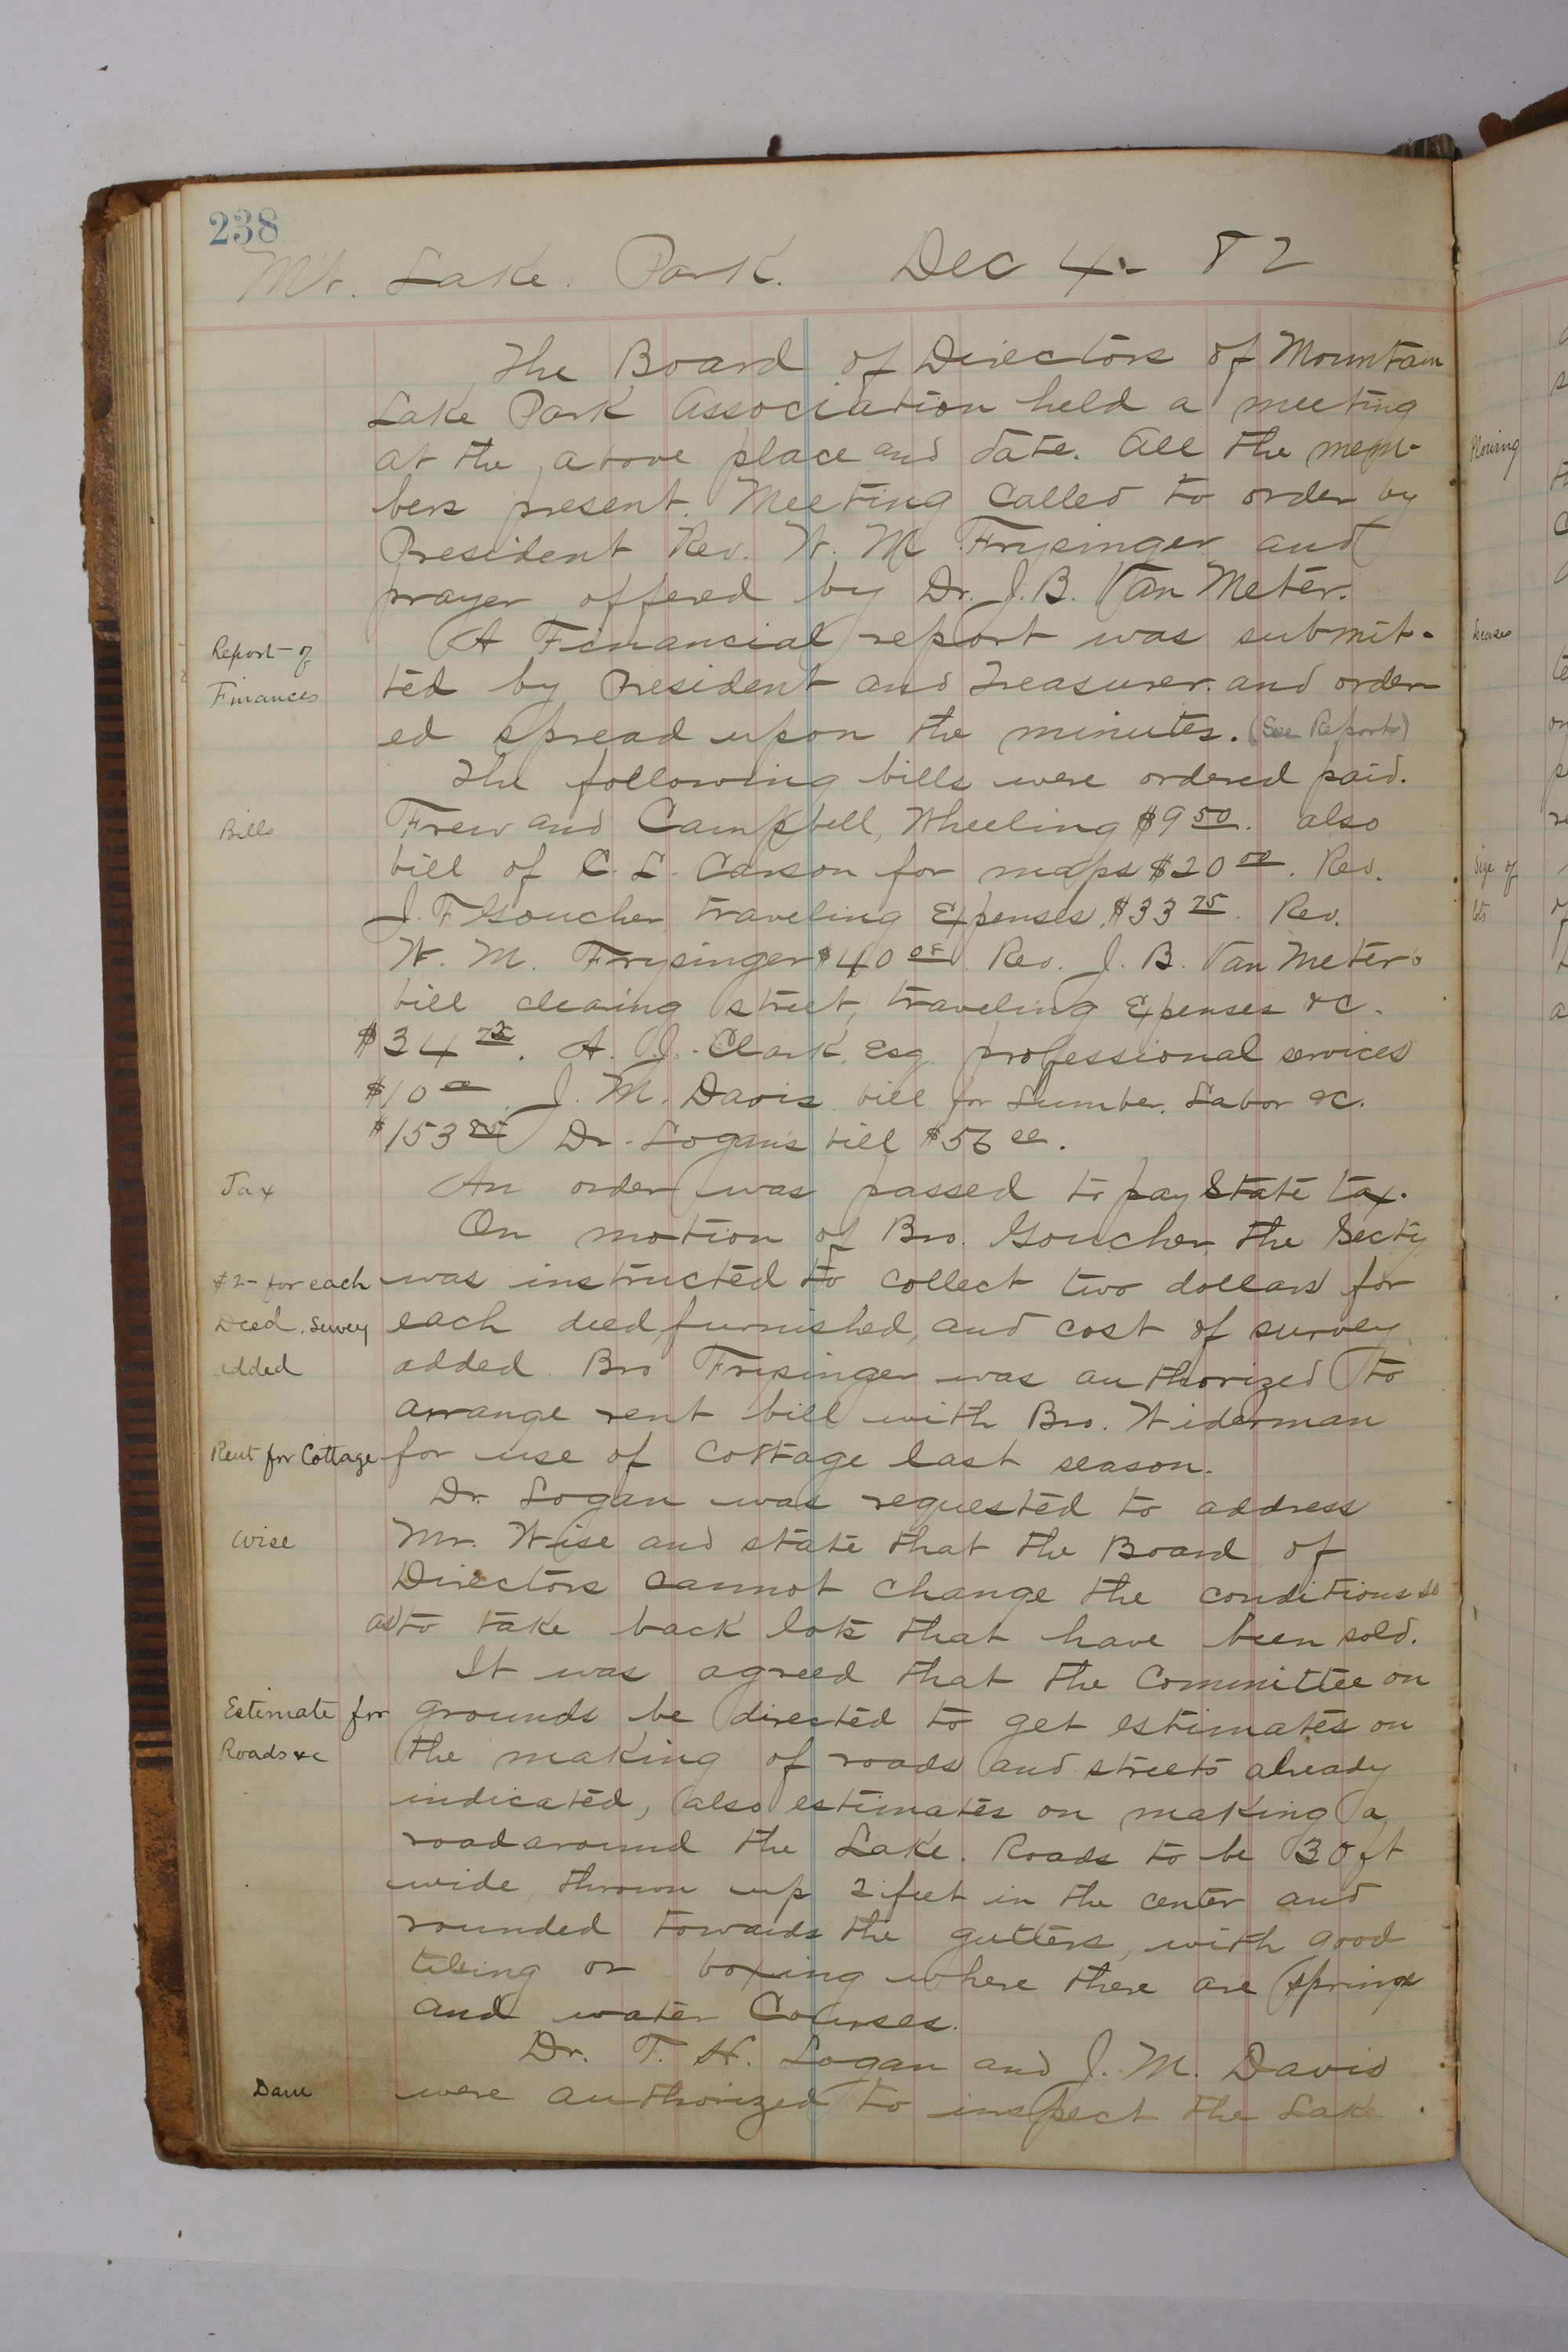 238
Mt. Lake. Park. Dec 4 - 82
The Board of Directors of Mountain
Lake Park Association held a meeting
at the above place and date. All the mem-
bers present. Meeting called to order by
President Rev. W. M Frysinger and
prayer offered by Dr. J. B. Van Meter.
Report of
Finances
A Financial report was submit-
ted by President and Treasurer. and order-
ed spread upon the minutes. (See Reports)
The following bills were ordered paid.
Bills
Frew and Campbell, Wheeling $9 50. also
bill of C. L. Carson for maps $20 00. Rev.
J. F Goucher traveling Expenses, $33 75. Rev.
W. M. Frysinger $40 08. Rev. J. B. Van Meter's
bill clearing street, traveling Expenses &c.
$34 75. A. J. Clark, Esq. professional services
$10 00 J. M. Davis bill for Lumber, Labor &c.
$153 85 Dr. Logan's bill $56 00.
Tax
An order was passed to pay State tax.
On motion of Bro. Goucher the Secty
$2- for each
Deed. Survey
added
was instructed to collect two dollars for
each deed furnished, and cost of survey
added. Bro Frysinger was authorized to
arrange rent bill with Bro. Widerman
Rent for Cottage
for use of Cottage last season.
Dr. Logan was requested to address
Wise
Mr. Wise and state that the Board of
Directors cannot change the conditions so
as to take back lots that have been sold.
It was agreed that the Committee on
Estimate for
Roads &c
grounds be directed to get estimates on
the making of roads and streets already
indicated, also estimates on making a
road around the Lake. Roads to be 30 ft
wide, thrown up 2 feet in the center and
rounded towards the gutters, with good
tiling or boxing where there are springs
and water Courses.
Dr. T. H. Logan and J. M. Davis
Dam
were authorized to inspect the Lake
Leases
Size of
lots